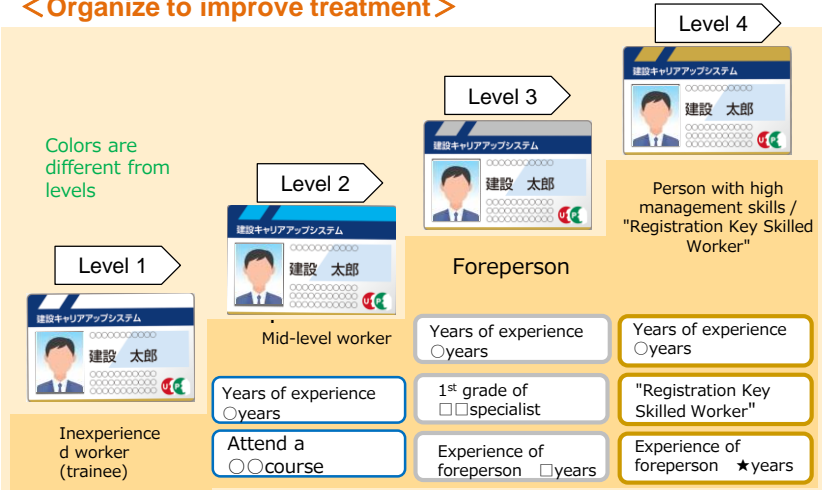 ＜Organize to improve treatment＞
Level 4
建設キャリアアップシステム
○○○○○○○○○○○
建設　太郎
Level 3
建設キャリアアップシステム
○○○○○○○○○○○
建設　太郎
Colors are
different from
levels
Level 2
建設キャリアアップシステム
○○○○○○○○○○○
建設　太郎
Level 1
建設キャリアアップシステム
○○○○○○○○○○○
建設　太郎
Person with high
management skills /
"Registration Key Skilled
Worker"
Foreperson
Mid-level worker
Inexperience
d worker
(trainee)
Years of experience
○years
Attend a
○○course
Years of experience
○years
1st grade of
□□specialist
Experience of
foreperson □years
Years of experience
○years
"Registration Key
Skilled Worker"
Experience of
foreperson ★years